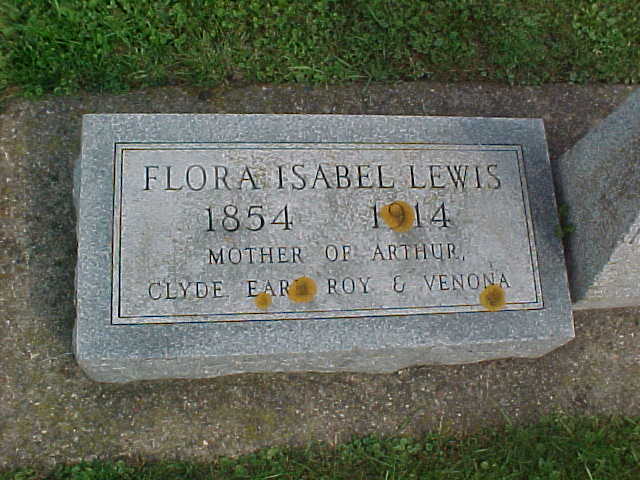 FLORA ISABEL LEWIS
1854 1914
MOTHER OF ARTHUR,
CLYDE EARL ROY & VENONA